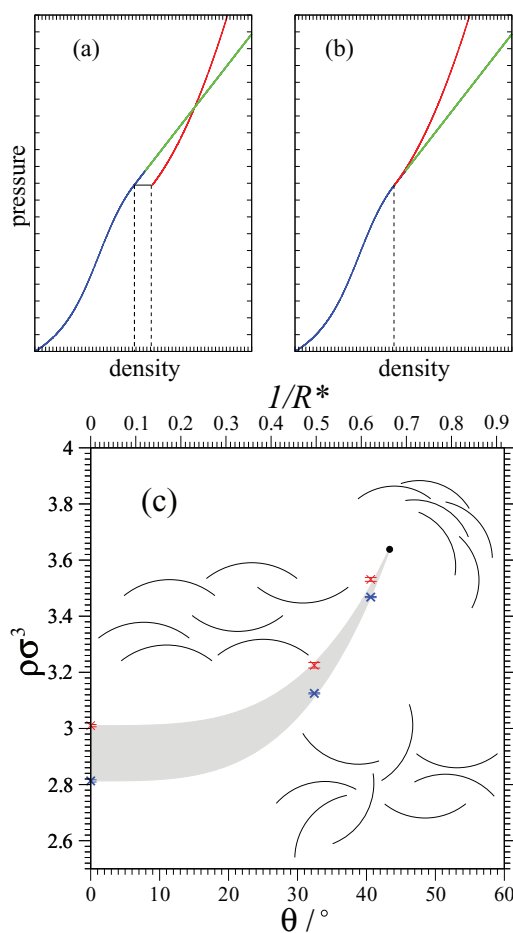 (a) (b)
pressure
density density
1/R*
0 0.1 0.2 0.3 0.4 0.5 0.6 0.7 0.8 0.9
(c)
4
3.8
3.6
3.4
3.2
3
2.8
2.6
ρσ³
0 10 20 30 40 50 60
θ / °